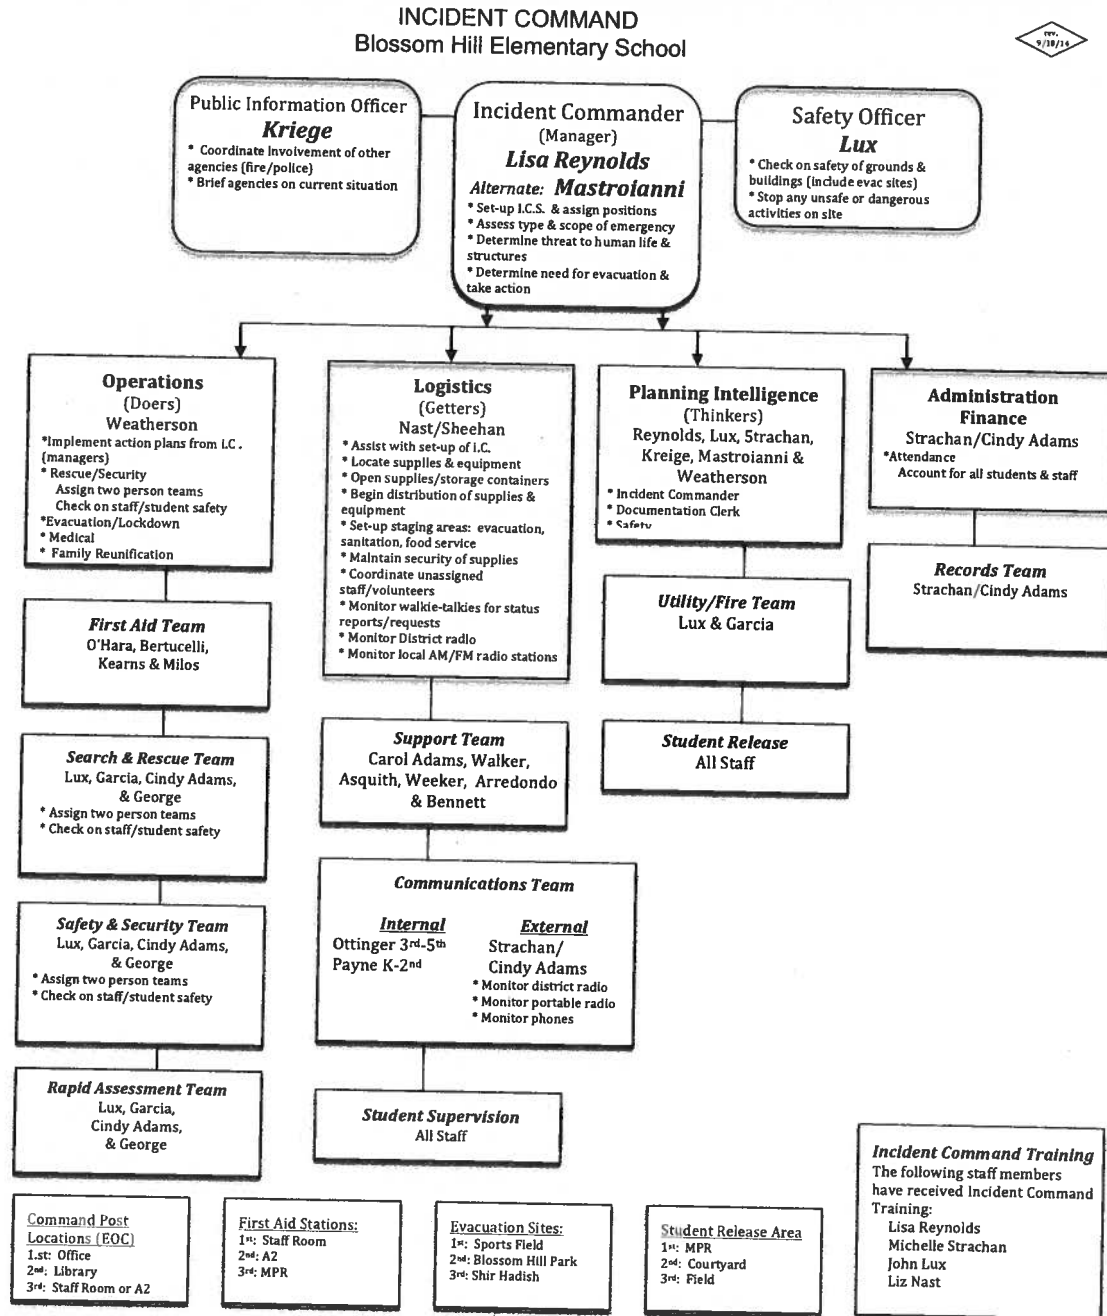 INCIDENT COMMAND
Blossom Hill Elementary School
rev.
9/18/14
Public Information Officer
Kriege
* Coordinate Involvement of other
agencies (fire/police)
* Brief agencies on current situation
Incident Commander
(Manager)
Lisa Reynolds
Alternate: Mastroianni
* Set-up I.C.S. & assign positions
* Assess type & scope of emergency
* Determine threat to human life &
structures
* Determine need for evacuation &
take action
Safety Officer
Lux
* Check on safety of grounds &
buildings (include evac sites)
* Stop any unsafe or dangerous
activities on site
Operations
(Doers)
Weatherson
*Implement action plans from I.C.
(managers)
* Rescue/Security
Assign two person teams
Check on staff/student safety
*Evacuation/Lockdown
* Medical
* Family Reunification
First Aid Team
O'Hara, Bertucelli,
Kearns & Milos
Search & Rescue Team
Lux, Garcia, Cindy Adams,
& George
* Assign two person teams
* Check on staff/student safety
Safety & Security Team
Lux, Garcia, Cindy Adams,
& George
* Assign two person teams
* Check on staff/student safety
Rapid Assessment Team
Lux, Garcia,
Cindy Adams,
& George
Logistics
(Getters)
Nast/Sheehan
* Assist with set-up of I.C.
* Locate supplies & equipment
* Open supplies/storage containers
* Begin distribution of supplies &
equipment
* Set-up staging areas: evacuation,
sanitation, food service
* Maintain security of supplies
* Coordinate unassigned
staff/volunteers
* Monitor walkie-talkies for status
reports/requests
* Monitor District radio
* Monitor local AM/FM radio stations
Support Team
Carol Adams, Walker,
Asquith, Weeker, Arredondo
& Bennett
Communications Team
Internal
Ottinger 3rd-5th
Payne K-2nd
External
Strachan/
Cindy Adams
* Monitor district radio
* Monitor portable radio
* Monitor phones
Student Supervision
All Staff
Planning Intelligence
(Thinkers)
Reynolds, Lux, Strachan,
Kreige, Mastroianni &
Weatherson
* Incident Commander
* Documentation Clerk
* Safety
Utility/Fire Team
Lux & Garcia
Student Release
All Staff
Administration
Finance
Strachan/Cindy Adams
*Attendance
Account for all students & staff
Records Team
Strachan/Cindy Adams
Command Post
Locations (EOC)
1.st: Office
2nd: Library
3rd: Staff Room or A2
First Aid Stations:
1st: Staff Room
2nd: A2
3rd: MPR
Evacuation Sites:
1st: Sports Field
2nd: Blossom Hill Park
3rd: Shir Hadish
Student Release Area
1st: MPR
2nd: Courtyard
3rd: Field
Incident Command Training
The following staff members
have received Incident Command
Training:
Lisa Reynolds
Michelle Strachan
John Lux
Liz Nast